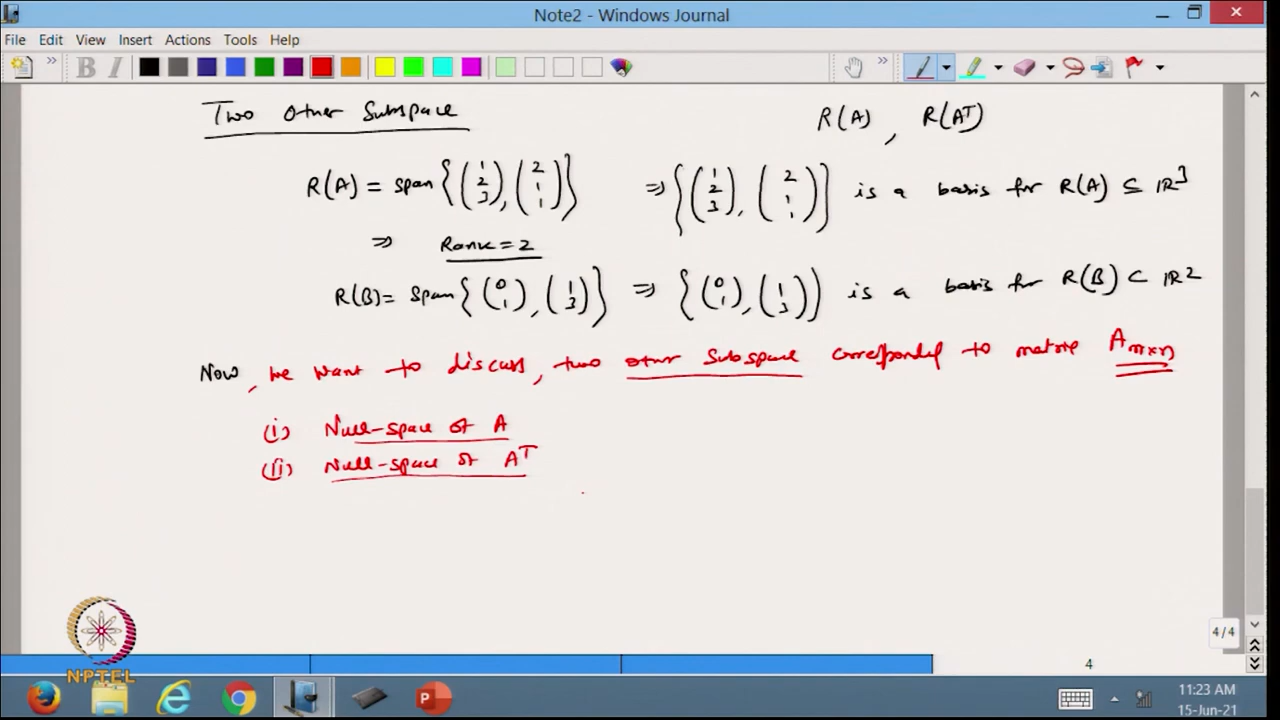 Note2 - Windows Journal
File Edit View Insert Actions Tools Help
Two Other Subspace
R(A), R(Aᵀ)
R(A) = span{(1 2 3), (2 1 1)} ⇒ {(1 2 3), (2 1 1)} is a basis for R(A) ⊆ ℝ³
⇒ Rank = 2
R(B) = span{(0 1), (1 3)} ⇒ {(0 1), (1 3)} is a basis for R(B) ⊂ ℝ²
Now, we want to discuss, two other subspace to matrix
(i) Null-space of A
(ii) Null-space of Aᵀ
4/4
4
NPTEL
11:23 AM
15-Jun-21